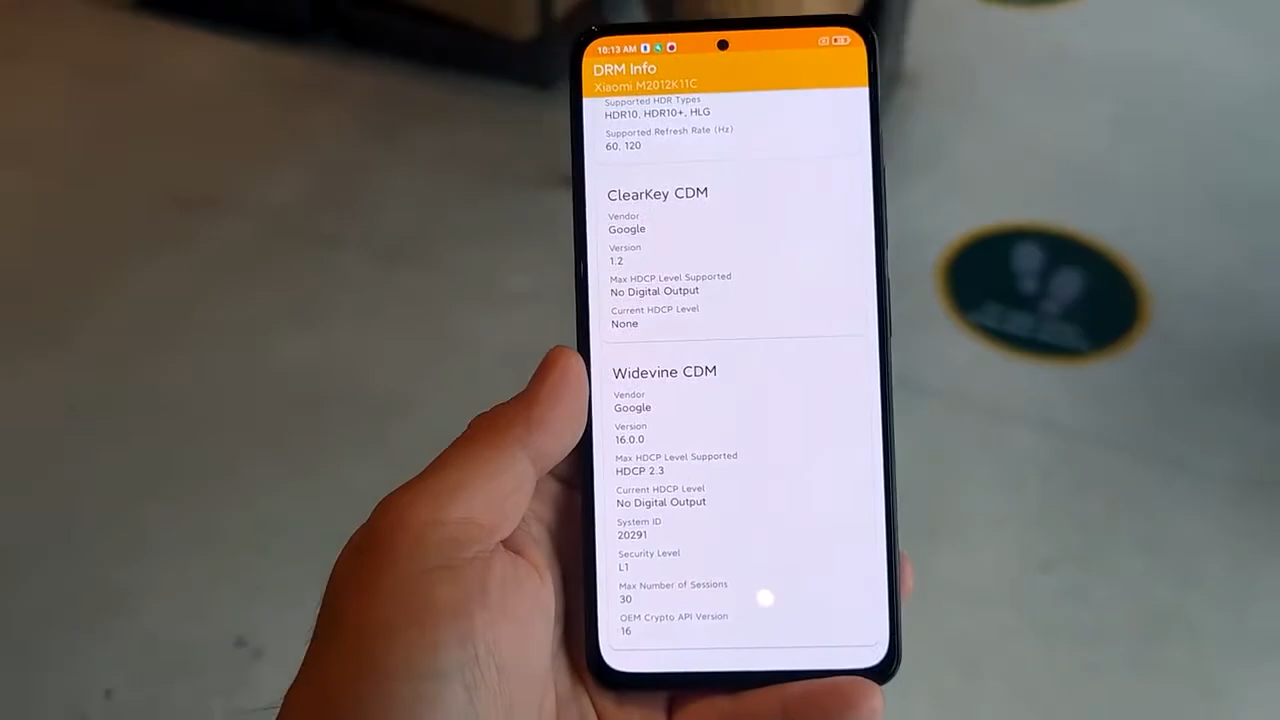 10:13 AM
DRM Info
Xiaomi M2012K11C
Supported HDR Types
HDR10, HDR10+, HLG
Supported Refresh Rate (Hz)
60, 120
ClearKey CDM
Vendor
Google
Version
1.2
Max HDCP Level Supported
No Digital Output
Current HDCP Level
None
Widevine CDM
Vendor
Google
Version
16.0.0
Max HDCP Level Supported
HDCP 2.3
Current HDCP Level
No Digital Output
System ID
20291
Security Level
L1
Max Number of Sessions
30
OEM Crypto API Version
16